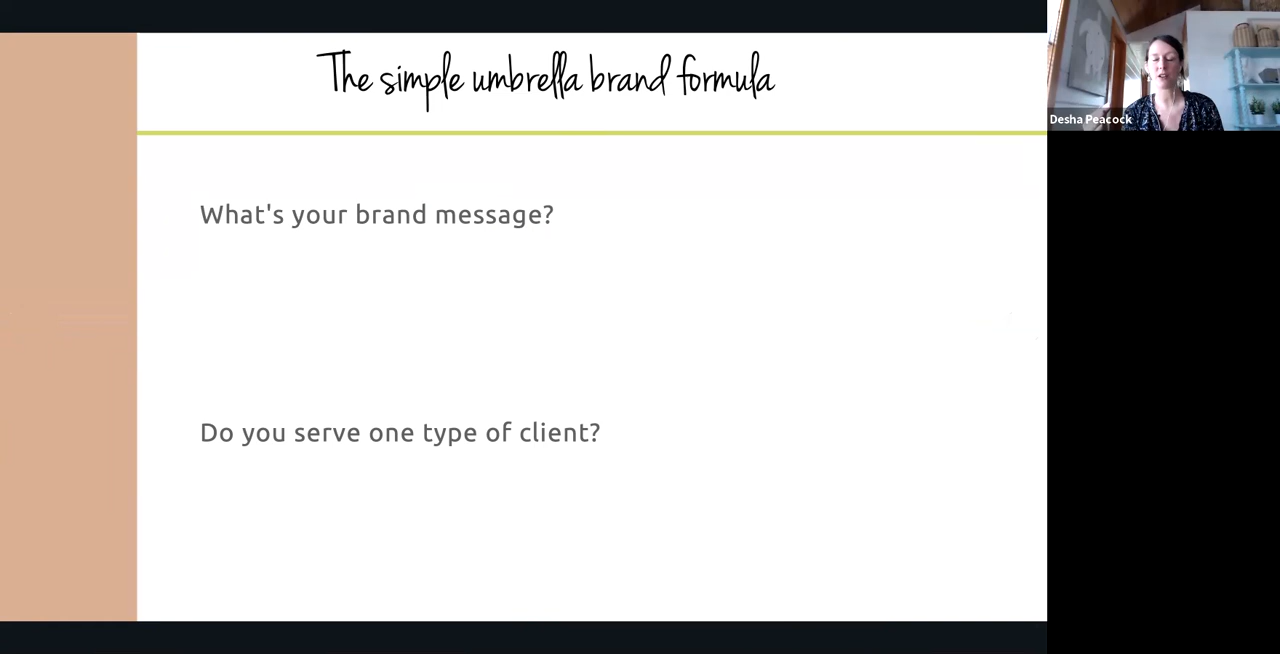 The simple umbrella brand formula
Desha Peacock
What's your brand message?
Do you serve one type of client?